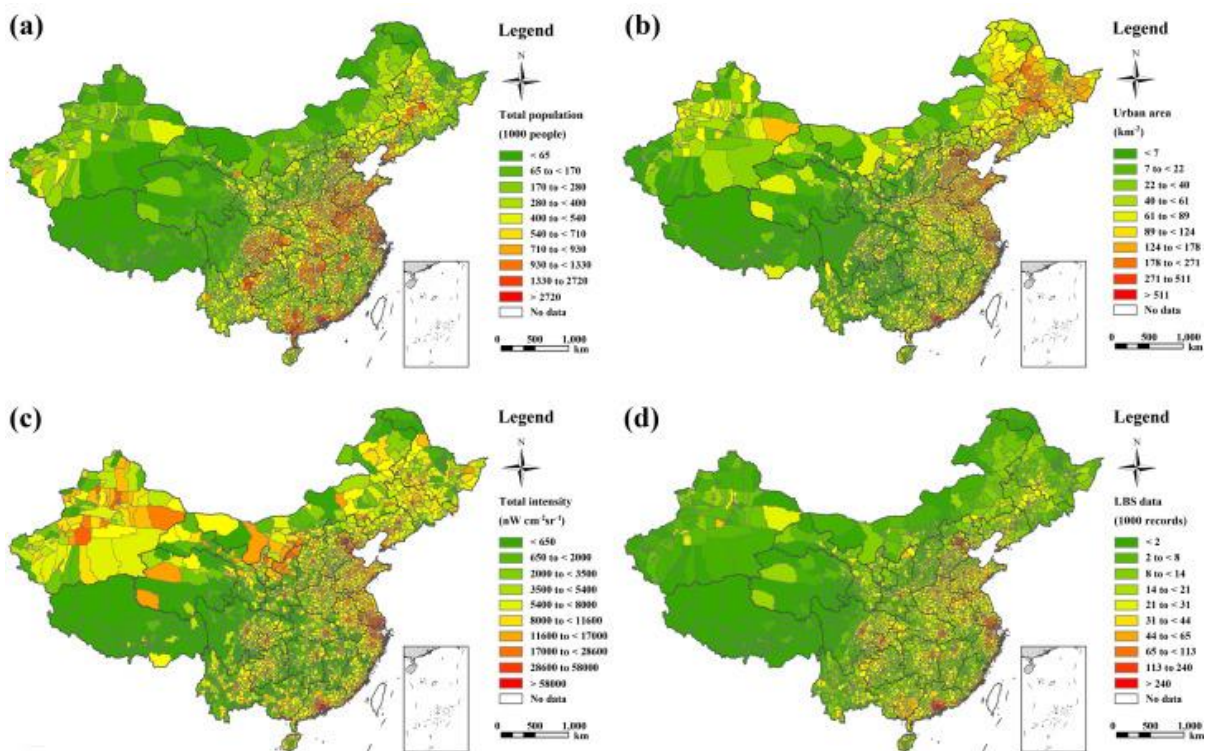 (a)
Legend
N
Total population
(1000 people)
< 65
65 to < 170
170 to < 280
280 to < 400
400 to < 540
540 to < 710
710 to < 930
930 to < 1330
1330 to 2720
> 2720
No data
0 500 1,000
km
(b)
Legend
N
Urban area
(km⁻²)
< 7
7 to < 22
22 to < 40
40 to < 61
61 to < 89
89 to < 124
124 to < 178
178 to < 271
271 to 511
> 511
No data
0 500 1,000
km
(c)
Legend
N
Total intensity
(nW cm⁻²sr⁻¹)
< 650
650 to < 2000
2000 to < 3500
3500 to < 5400
5400 to < 8000
8000 to < 11600
11600 to < 17000
17000 to < 28600
28600 to 58000
> 58000
No data
0 500 1,000
km
(d)
Legend
N
LBS data
(1000 records)
< 2
2 to < 8
8 to < 14
14 to < 21
21 to < 31
31 to < 44
44 to < 65
65 to < 113
113 to 240
> 240
No data
0 500 1,000
km